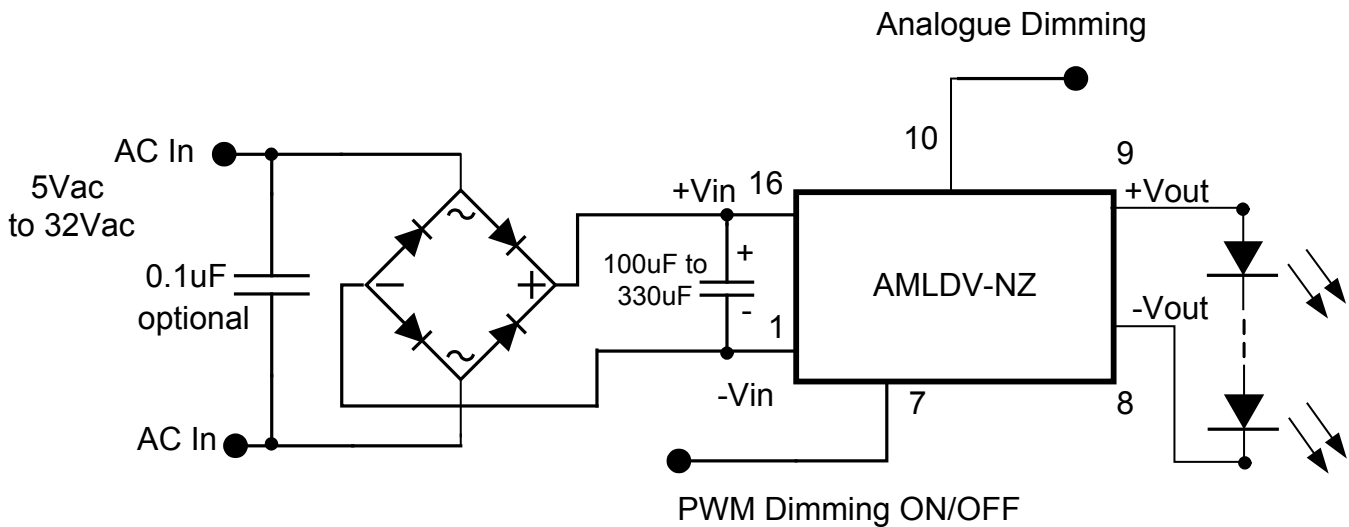 Analogue Dimming
10
9
AC In
5Vac
to 32Vac
+Vin
16
+Vout
~
0.1uF
optional
−
+
100uF to
330uF
+
-
AMLDV-NZ
-Vout
1
~
-Vin
7
8
AC In
PWM Dimming ON/OFF